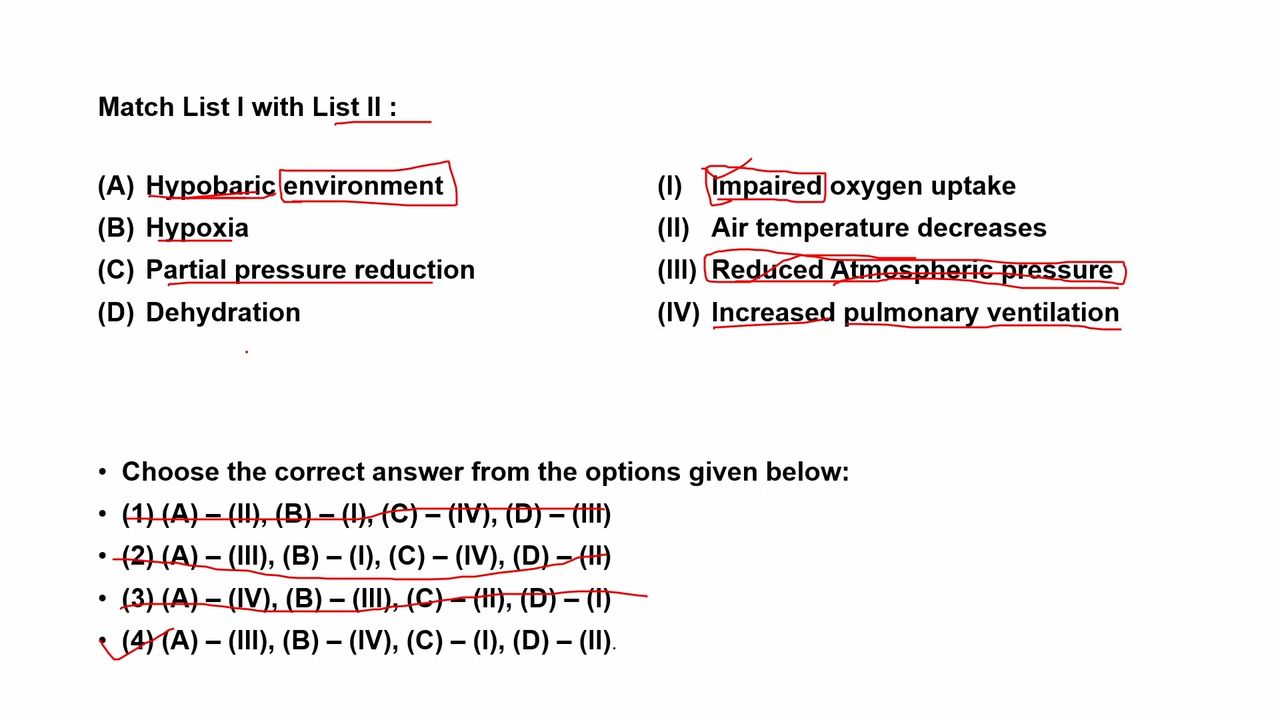 Match List I with List II :
(A) Hypobaric environment (I) Impaired oxygen uptake
(B) Hypoxia (II) Air temperature decreases
(C) Partial pressure reduction (III) Reduced Atmospheric pressure
(D) Dehydration (IV) Increased pulmonary ventilation
• Choose the correct answer from the options given below:
• (1) (A) – (II), (B) – (I), (C) – (IV), (D) – (III)
• (2) (A) – (III), (B) – (I), (C) – (IV), (D) – (II)
• (3) (A) – (IV), (B) – (III), (C) – (II), (D) – (I)
• (4) (A) – (III), (B) – (IV), (C) – (I), (D) – (II).